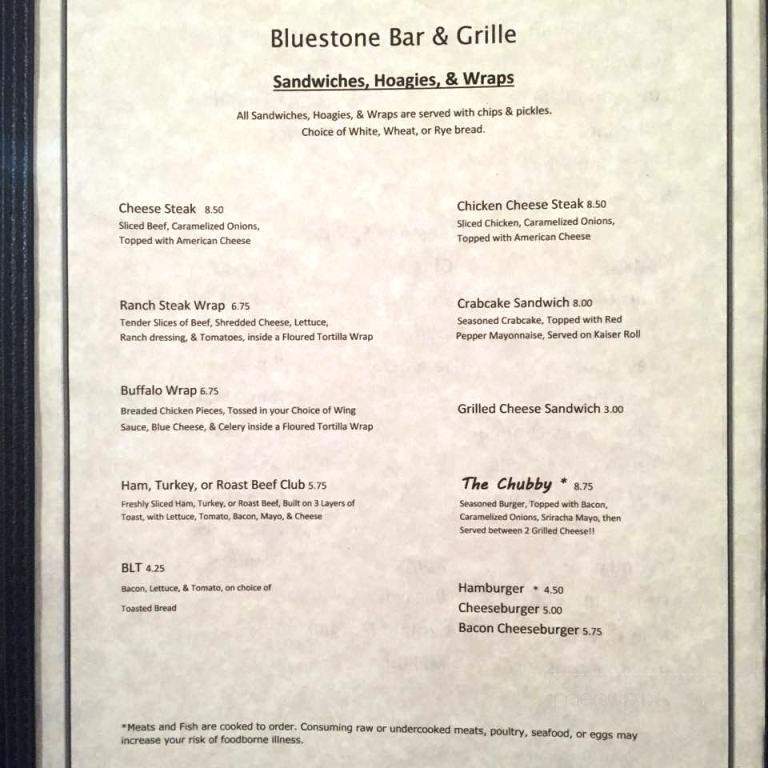 Bluestone Bar & Grille
Sandwiches, Hoagies, & Wraps
All Sandwiches, Hoagies, & Wraps are served with chips & pickles.
Choice of White, Wheat, or Rye bread.
Cheese Steak 8.50
Sliced Beef, Caramelized Onions,
Topped with American Cheese
Ranch Steak Wrap 6.75
Tender Slices of Beef, Shredded Cheese, Lettuce,
Ranch dressing, & Tomatoes, inside a Floured Tortilla Wrap
Buffalo Wrap 6.75
Breaded Chicken Pieces, Tossed in your Choice of Wing
Sauce, Blue Cheese, & Celery inside a Floured Tortilla Wrap
Ham, Turkey, or Roast Beef Club 5.75
Freshly Sliced Ham, Turkey, or Roast Beef, Built on 3 Layers of
Toast, with Lettuce, Tomato, Bacon, Mayo, & Cheese
BLT 4.25
Bacon, Lettuce, & Tomato, on choice of
Toasted Bread
Chicken Cheese Steak 8.50
Sliced Chicken, Caramelized Onions,
Topped with American Cheese
Crabcake Sandwich 8.00
Seasoned Crabcake, Topped with Red
Pepper Mayonnaise, Served on Kaiser Roll
Grilled Cheese Sandwich 3.00
The Chubby * 8.75
Seasoned Burger, Topped with Bacon,
Caramelized Onions, Sriracha Mayo, then
Served between 2 Grilled Cheese!!
Hamburger * 4.50
Cheeseburger 5.00
Bacon Cheeseburger 5.75
*Meats and Fish are cooked to order. Consuming raw or undercooked meats, poultry, seafood, or eggs may
increase your risk of foodborne illness.